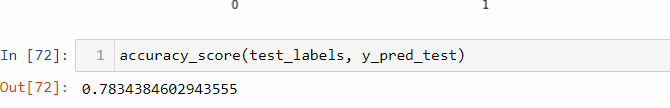 0 1
In [72]: 1 accuracy_score(test_labels, y_pred_test)
Out[72]: 0.7834384602943555